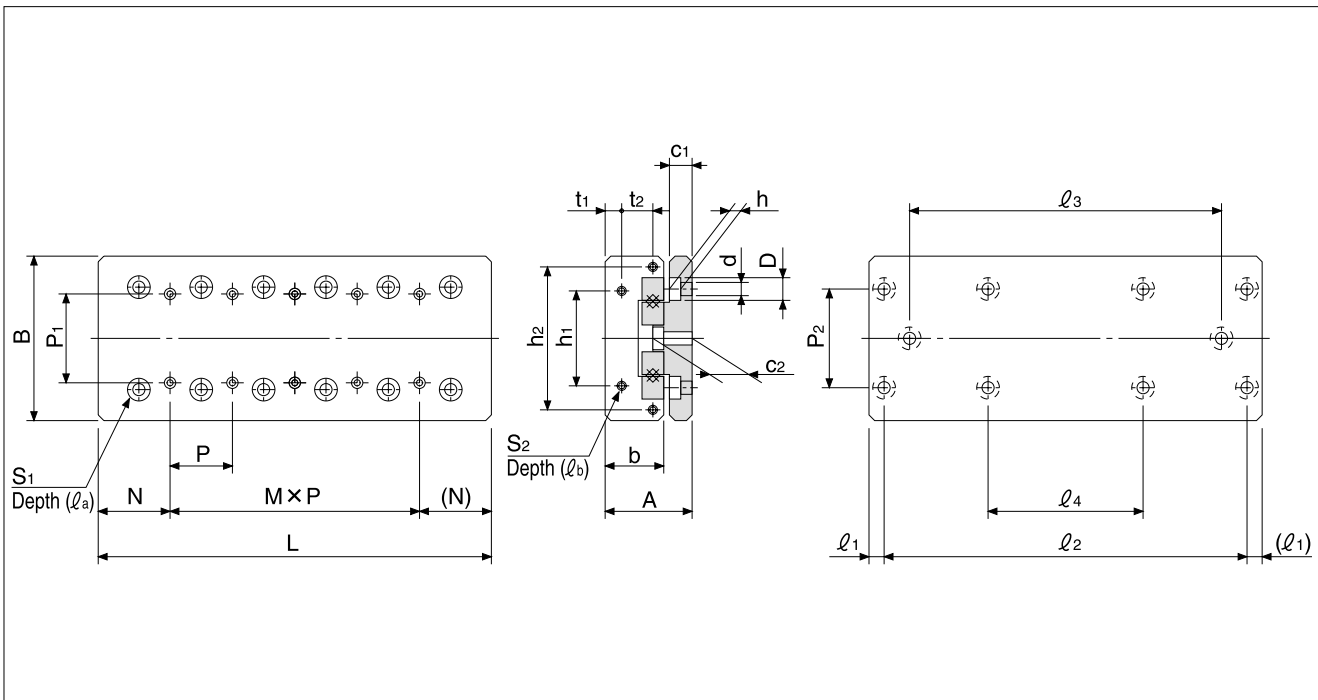 B
P1
S1
Depth (ℓa)
P
N
M×P
(N)
L
c1
t1
t2
h
d
D
h2
h1
c2
S2
Depth (ℓb)
b
A
ℓ3
P2
ℓ4
ℓ1
ℓ2
(ℓ1)